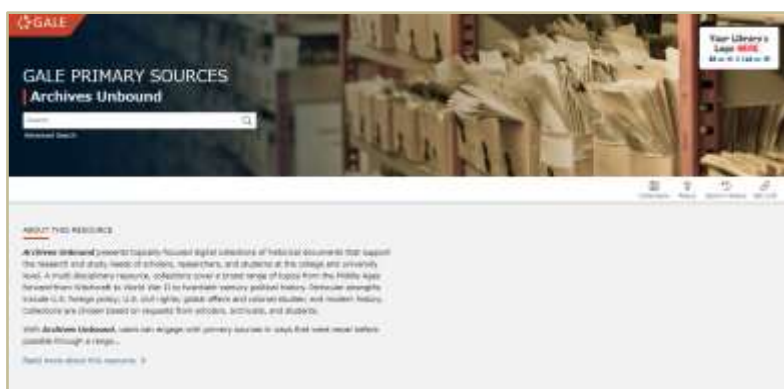 GALE
Your Library's
Logo HERE
GALE PRIMARY SOURCES
Archives Unbound
Search
Advanced Search
Search History Get Link
ABOUT THIS RESOURCE
Archives Unbound presents topically-focused digital collections of historical documents that support
the research and study needs of scholars, researchers, and students at the college and university
level. A multi-disciplinary resource, collections cover a broad range of topics from the Middle Ages
forward-from Witchcraft to World War II to twentieth-century political history. Particular strengths
include U.S. foreign policy; U.S. civil rights; global affairs and colonial studies; and modern history.
Collections are chosen based on requests from scholars, archivists, and students.
With Archives Unbound, users can engage with primary sources in ways that were never before
possible through a range...
Read more about this resource